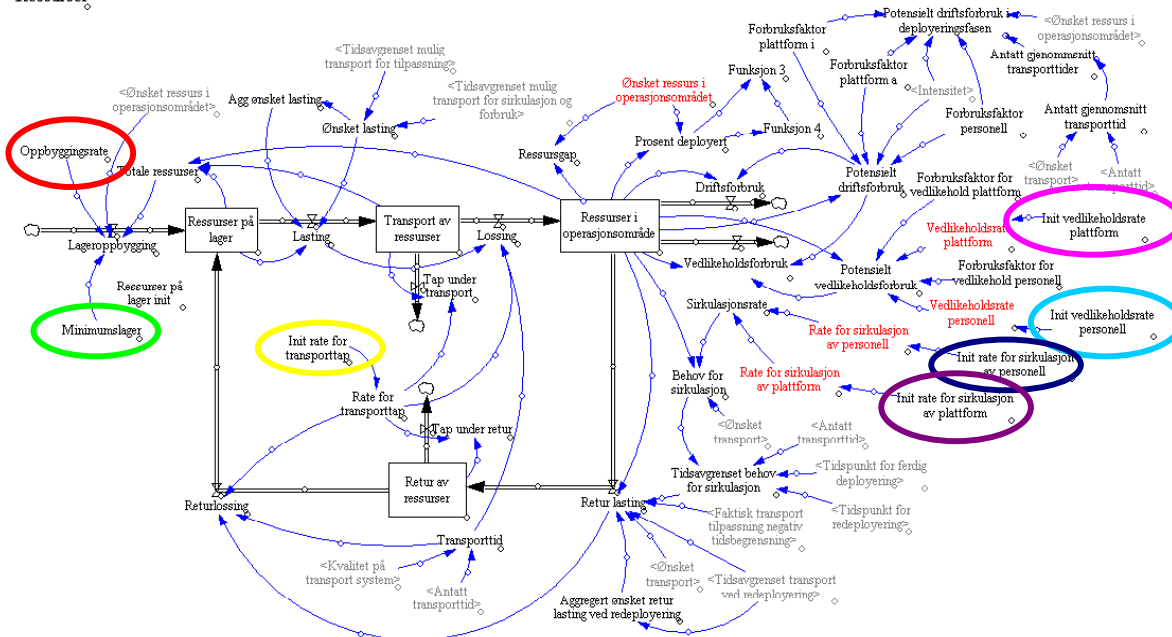 Ressurser
Potensielt driftsforbruk i
deployeringsfasen
<Ønsket ressurs i
operasjonsområdet>
Forbruksfaktor
plattform i
<Tidsavgrenset mulig
transport for tilpassning>
Antatt gjenommsnitt
transporttider
Funksjon 3
Forbruksfaktor
plattform a
<Ønsket ressurs i
operasjonsområdet>
Agg ønsket lasting
<Tidsavgrenset mulig
transport for sirkulasjon og
forbruk>
Ønsket ressurs i
operasjonsområdet
<Intensitet>
Antatt gjennomsnitt
transporttid
Ønsket lasting
Funksjon 4
Forbruksfaktor
personell
Prosent deployert
Oppbyggingsrate
Ressursgap
Totale ressurser
Potensielt
driftsforbruk
<Ønsket
transport>
<Antatt
transporttid>
Driftsforbruk
Forbruksfaktor for
vedlikehold plattform
Ressurser på
lager
Transport av
ressurser
Ressurser i
operasjonsområde
Init vedlikeholdsrate
plattform
Lageroppbygging
Lasting
Lossing
Vedlikeholdsrate
plattform
Vedlikeholdsforbruk
Potensielt
vedlikeholdsforbruk
Forbruksfaktor for
vedlikehold personell
Ressurser på
lager init
Tap under
transport
Sirkulasjonsrate
Vedlikeholdsrate
personell
Init vedlikeholdsrate
personell
Minimumslager
Init rate for
transporttap
Rate for sirkulasjon
av personell
Init rate for sirkulasjon
av personell
Behov for
sirkulasjon
Rate for sirkulasjon
av plattform
Rate for
transporttap
Init rate for sirkulasjon
av plattform
Tap under retur
<Ønsket
transport>
<Antatt
transporttid>
Retur av
ressurser
Tidsavgrenset behov
for sirkulasjon
<Tidspunkt for ferdig
deployering>
Returlossing
Retur lasting
<Faktisk transport
tilpassning negativ
tidsbegrensning>
<Tidspunkt for
redeployering>
Transporttid
<Kvalitet på
transport system>
<Antatt
transporttid>
<Ønsket
transport>
<Tidsavgrenset transport
ved redeployering>
Aggregert ønsket retur
lasting ved redeployering